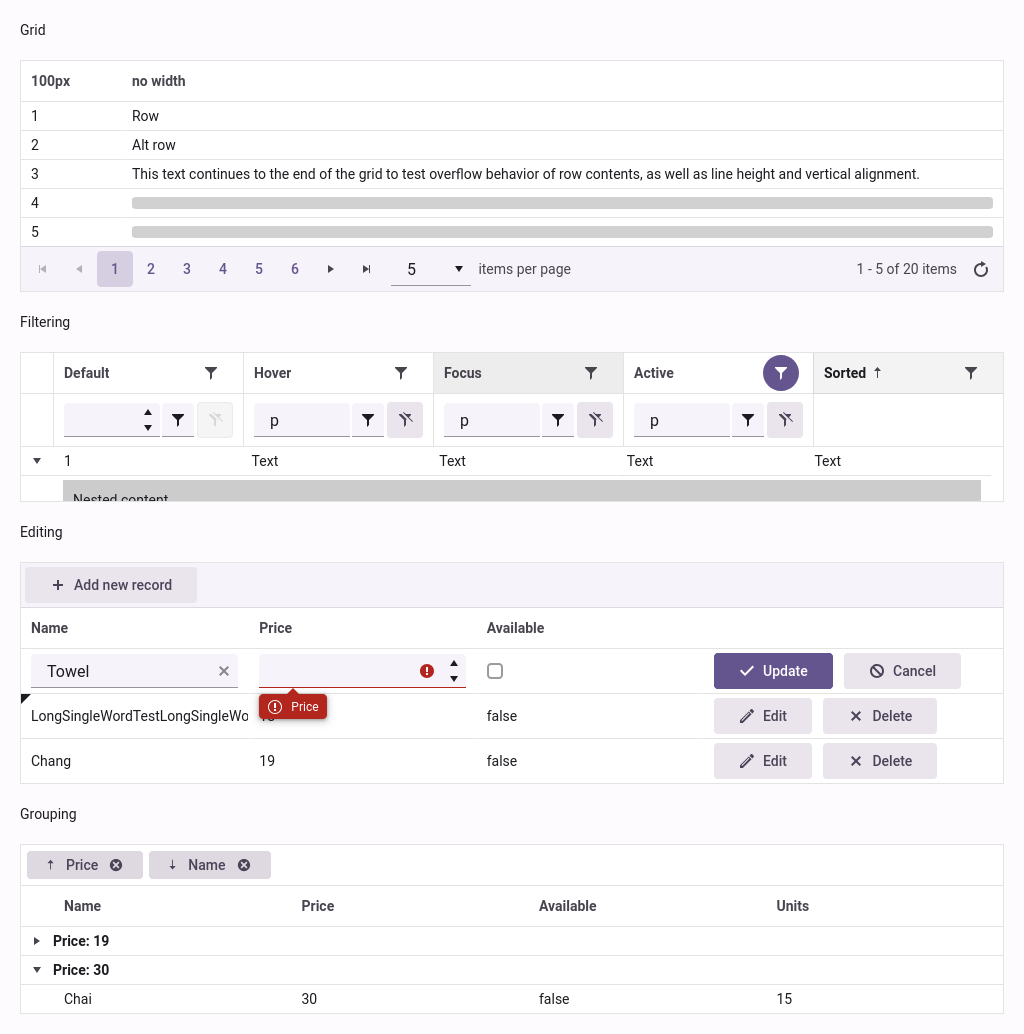 Grid
100px no width
1 Row
2 Alt row
3 This text continues to the end of the grid to test overflow behavior of row contents, as well as line height and vertical alignment.
4
5
1 2 3 4 5 6 5 items per page 1 - 5 of 20 items
Filtering
Default Hover Focus Active Sorted ↑
p p p
1 Text Text Text Text
Nested content
Editing
+ Add new record
Name Price Available
Towel Update Cancel
Price
LongSingleWordTestLongSingleWo false Edit Delete
Chang 19 false Edit Delete
Grouping
↑ Price ↓ Name
Name Price Available Units
Price: 19
Price: 30
Chai 30 false 15